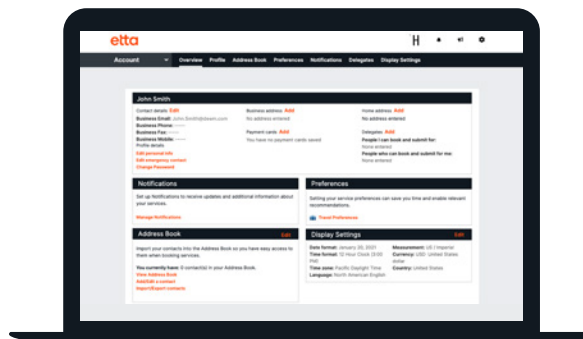 etta
H
Account Overview Profile Address Book Preferences Notifications Delegates Display Settings
John Smith
Contact details Edit
Business Email: John.Smith@deem.com
Business Phone: -----
Business Fax: -----
Business Mobile: -----
Profile details
Edit personal info
Edit emergency contact
Change Password
Business address Add
No address entered
Payment cards Add
You have no payment cards saved
Home address Add
No address entered
Delegates Add
People I can book and submit for:
None entered
People who can book and submit for me:
None entered
Notifications
Set up Notifications to receive updates and additional information about
your services.
Manage Notifications
Preferences
Setting your service preferences can save you time and enable relevant
recommendations.
Travel Preferences
Address Book Edit
Import your contacts into the Address Book so you have easy access to
them when booking services.
You currently have: 0 contact(s) in your Address Book.
View Address Book
Add/Edit a contact
Import/Export contacts
Display Settings Edit
Date format: January 30, 2021
Time format: 12 Hour Clock (3:00
PM)
Time zone: Pacific Daylight Time
Language: North American English
Measurement: US / Imperial
Currency: USD United States
dollar
Country: United States